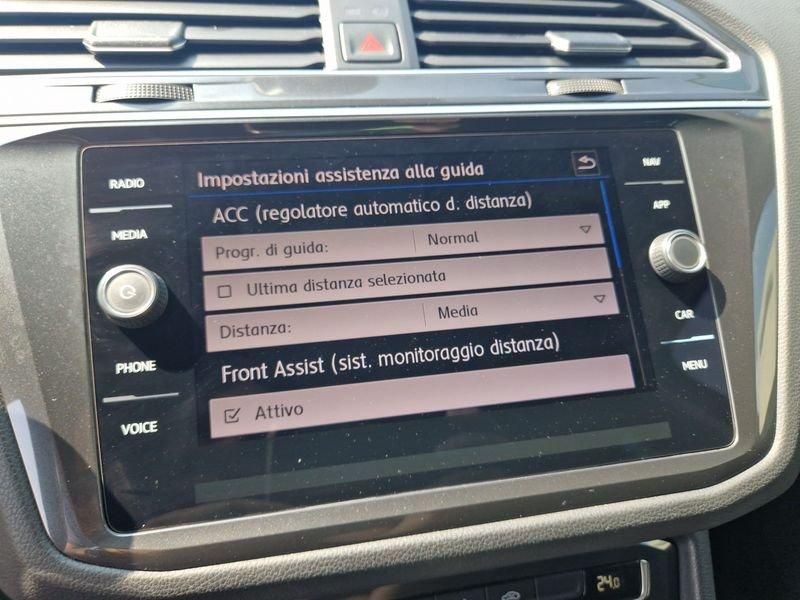 Impostazioni assistenza alla guida
ACC (regolatore automatico d. distanza)
Progr. di guida: Normal
Ultima distanza selezionata
Distanza: Media
Front Assist (sist. monitoraggio distanza)
Attivo
RADIO
MEDIA
PHONE
VOICE
NAV
APP
CAR
MENU
24.0